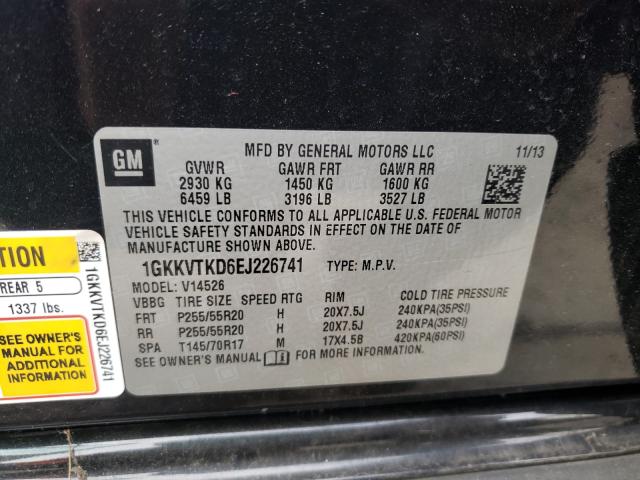 GM
MFD BY GENERAL MOTORS LLC 11/13
GVWR GAWR FRT GAWR RR
2930 KG 1450 KG 1600 KG
6459 LB 3196 LB 3527 LB
THIS VEHICLE CONFORMS TO ALL APPLICABLE U.S. FEDERAL MOTOR
VEHICLE SAFETY STANDARDS IN EFFECT ON THE DATE OF
MANUFACTURE SHOWN ABOVE.
1GKKVTKD6EJ226741 TYPE: M.P.V.
MODEL: V14526
VBBG TIRE SIZE SPEED RTG RIM COLD TIRE PRESSURE
FRT P255/55R20 H 20X7.5J 240KPA(35PSI)
RR P255/55R20 H 20X7.5J 240KPA(35PSI)
SPA T145/70R17 M 17X4.5B 420KPA(60PSI)
SEE OWNER'S MANUAL FOR MORE INFORMATION.
TION
REAR 5
1337 lbs.
SEE OWNER'S
MANUAL FOR
ADDITIONAL
INFORMATION
1GKKVTKD6EJ226741